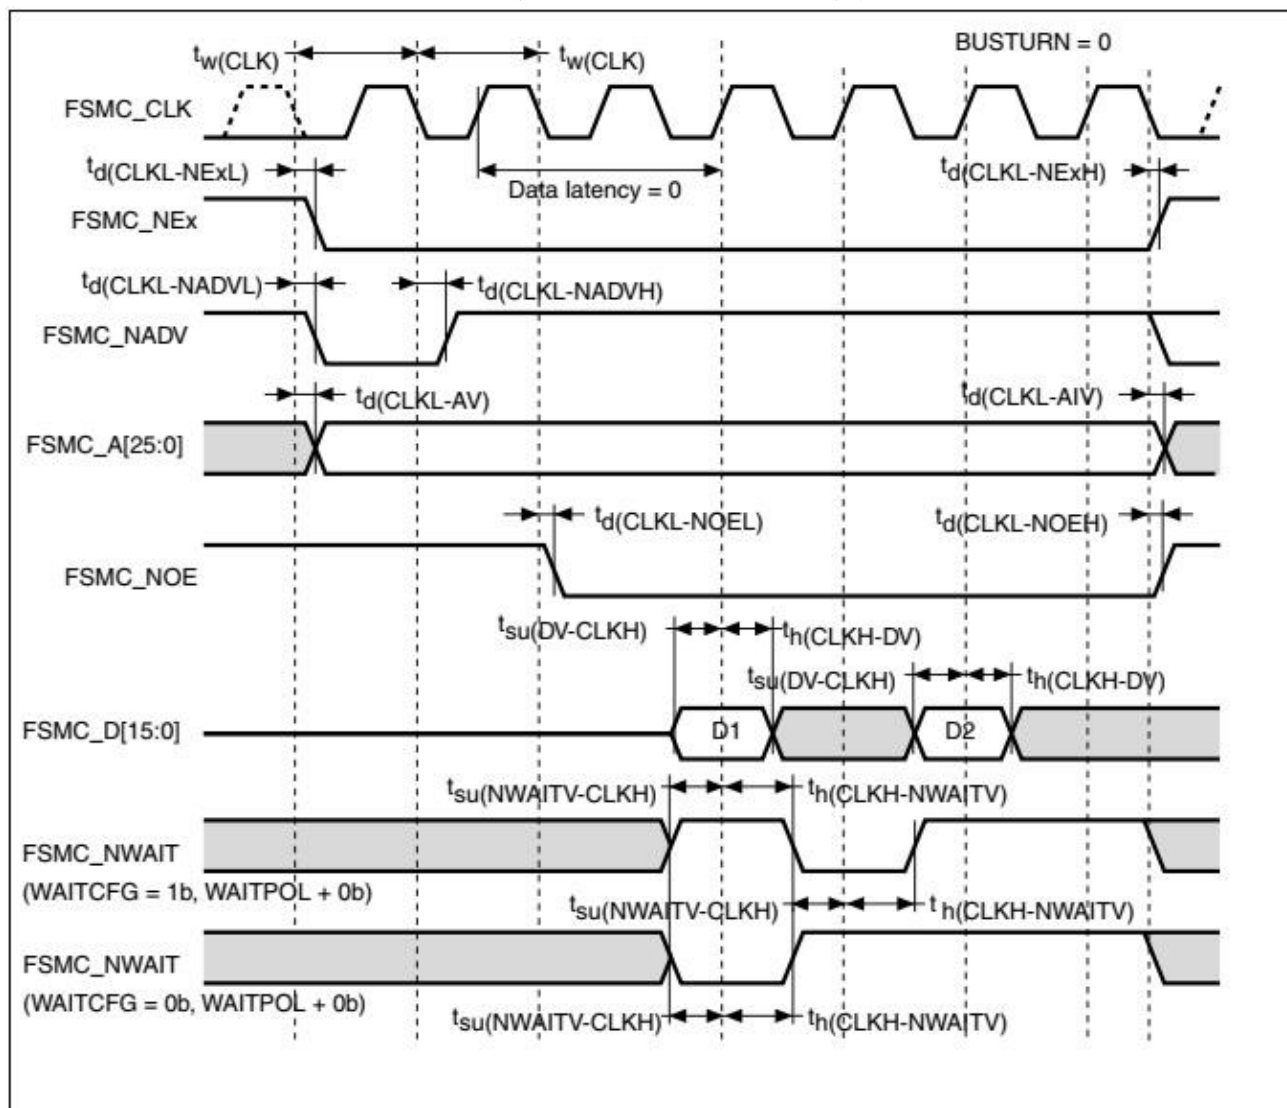 BUSTURN = 0
tw(CLK)
tw(CLK)
FSMC_CLK
td(CLKL-NExL)
Data latency = 0
td(CLKL-NExH)
FSMC_NEx
td(CLKL-NADVL)
td(CLKL-NADVH)
FSMC_NADV
td(CLKL-AV)
td(CLKL-AIV)
FSMC_A[25:0]
td(CLKL-NOEL)
td(CLKL-NOEH)
FSMC_NOE
tsu(DV-CLKH)
th(CLKH-DV)
tsu(DV-CLKH)
th(CLKH-DV)
FSMC_D[15:0]
D1
D2
tsu(NWAITV-CLKH)
th(CLKH-NWAITV)
FSMC_NWAIT
(WAITCFG = 1b, WAITPOL + 0b)
tsu(NWAITV-CLKH)
th(CLKH-NWAITV)
FSMC_NWAIT
(WAITCFG = 0b, WAITPOL + 0b)
tsu(NWAITV-CLKH)
th(CLKH-NWAITV)